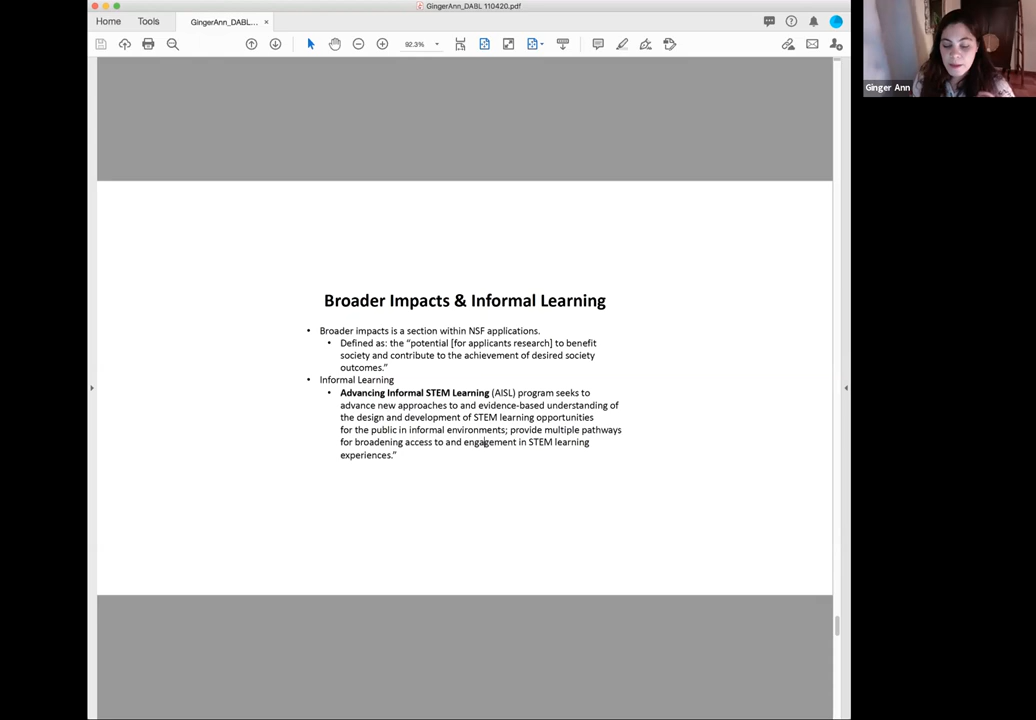 GingerAnn_DABL 110420.pdf
Home Tools GingerAnn_DABL... ×
92.3%
Ginger Ann
Broader Impacts & Informal Learning
• Broader impacts is a section within NSF applications.
• Defined as: the “potential [for applicants research] to benefit
society and contribute to the achievement of desired society
outcomes.”
• Informal Learning
• Advancing Informal STEM Learning (AISL) program seeks to
advance new approaches to and evidence-based understanding of
the design and development of STEM learning opportunities
for the public in informal environments; provide multiple pathways
for broadening access to and engagement in STEM learning
experiences.”